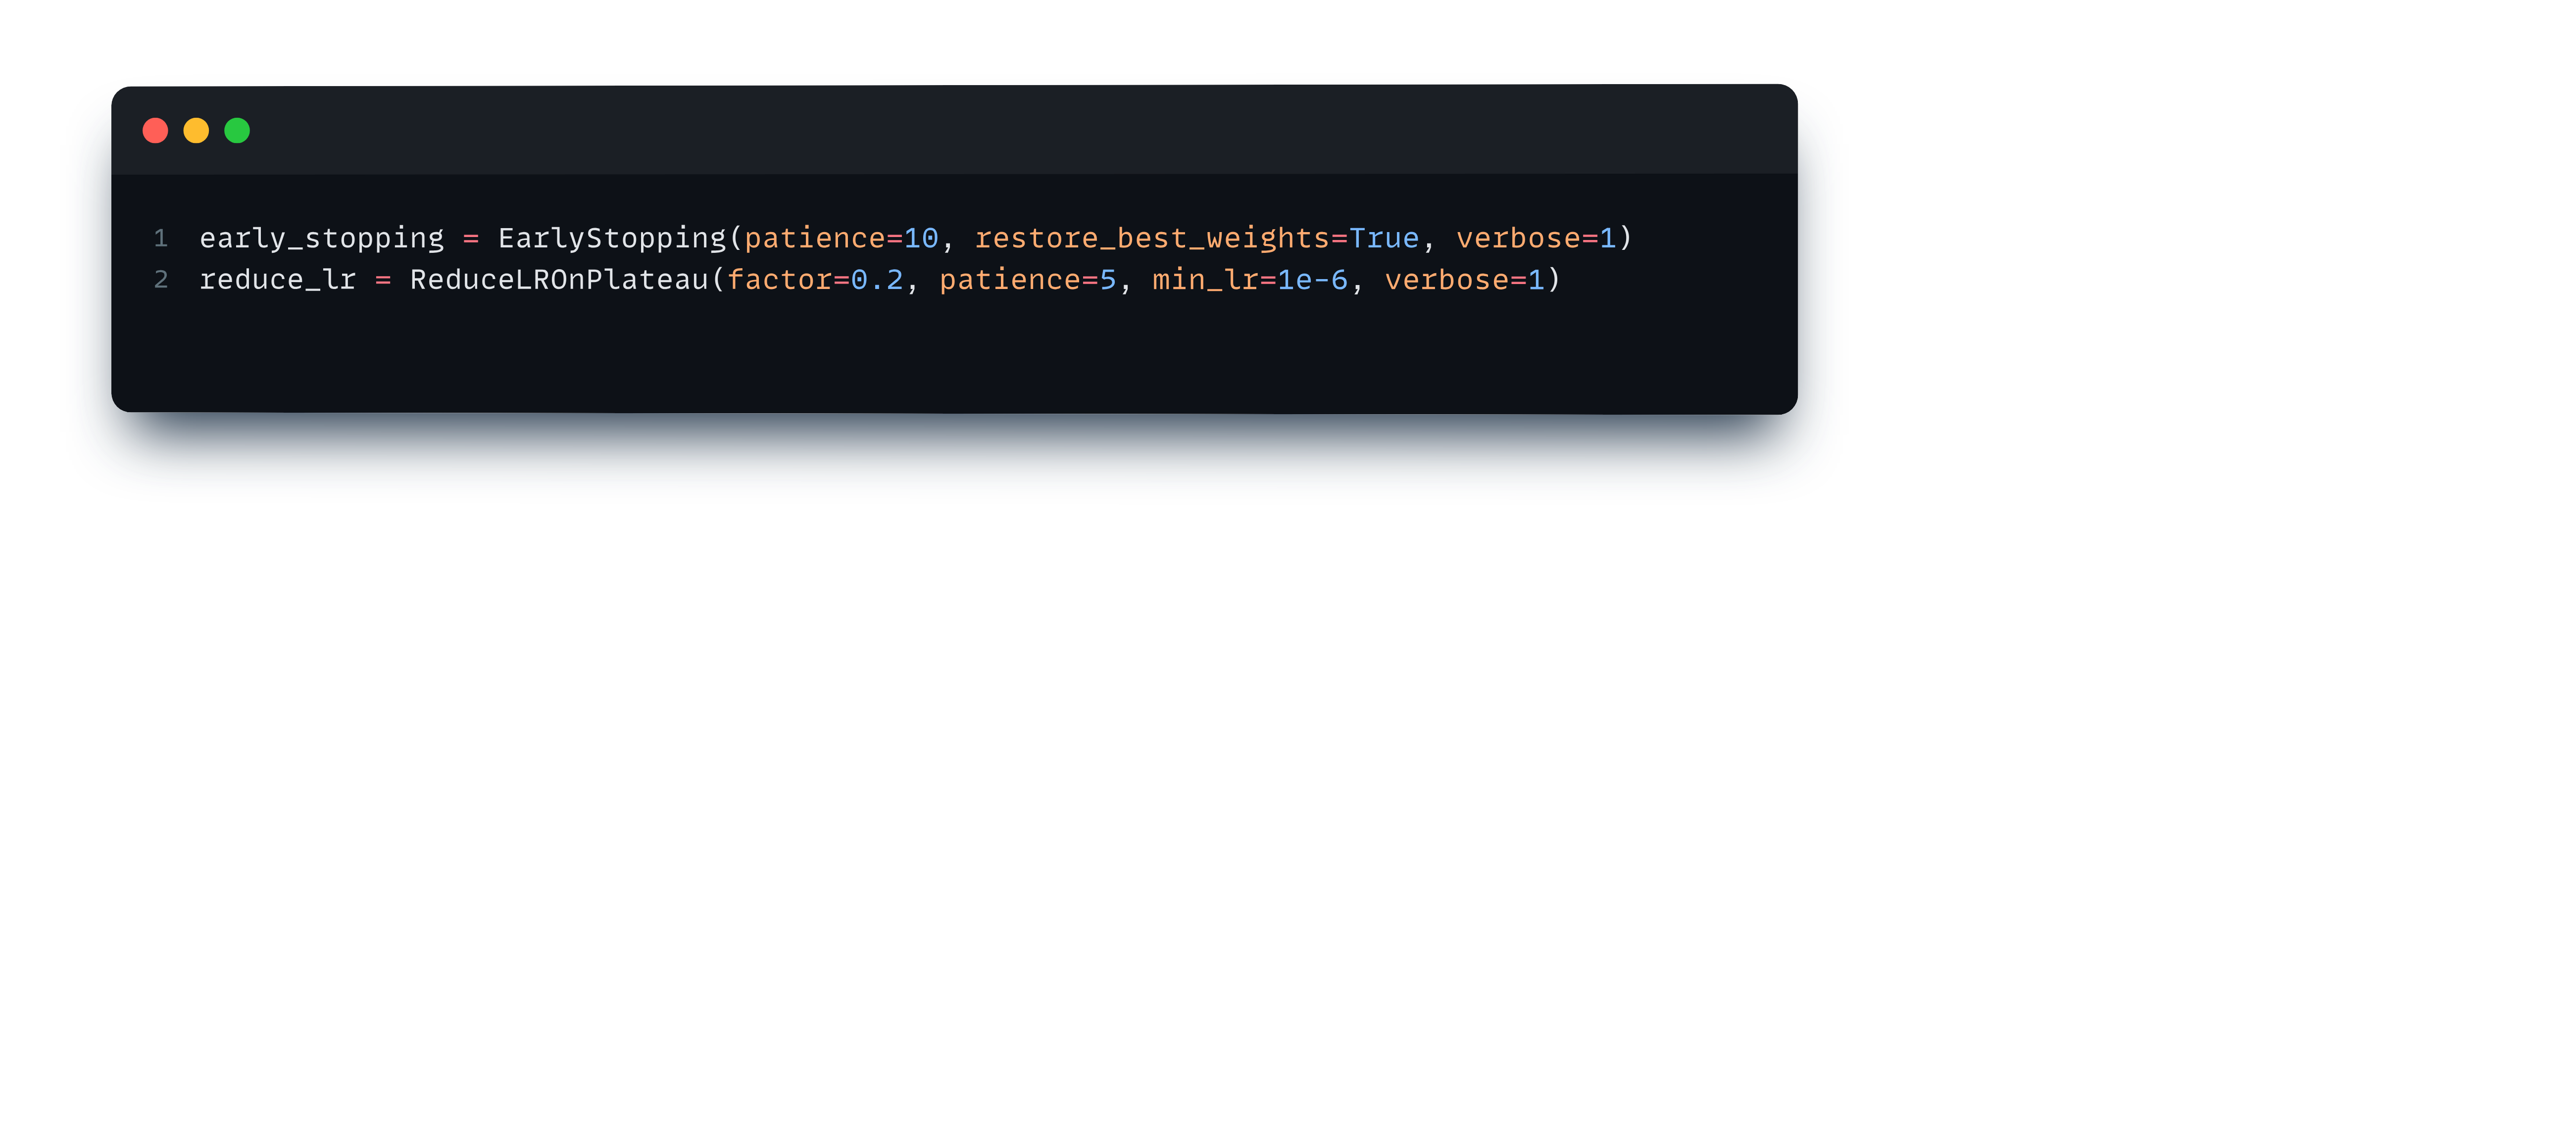 1 early_stopping = EarlyStopping(patience=10, restore_best_weights=True, verbose=1)
2 reduce_lr = ReduceLROnPlateau(factor=0.2, patience=5, min_lr=1e-6, verbose=1)